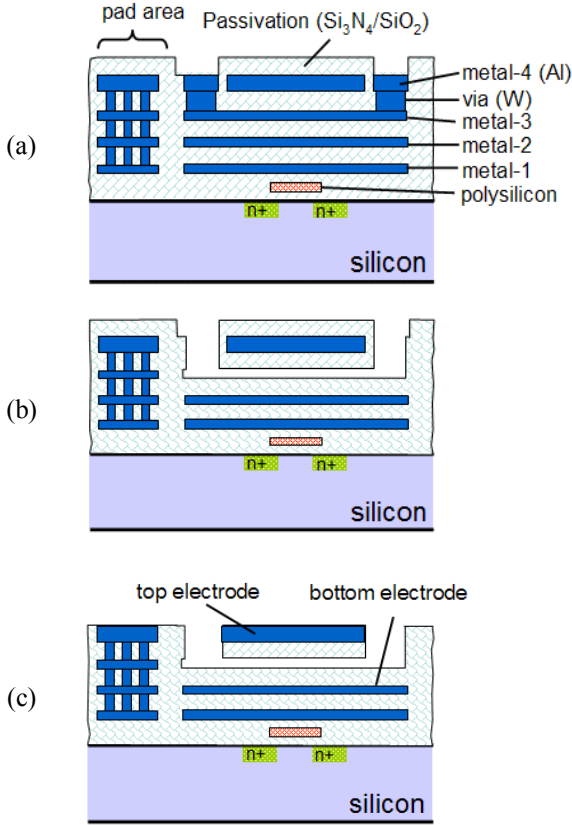 pad area
Passivation (Si3N4/SiO2)
metal-4 (Al)
via (W)
metal-3
metal-2
metal-1
polysilicon
(a)
n+ n+
silicon
(b)
n+ n+
silicon
top electrode
bottom electrode
(c)
n+ n+
silicon